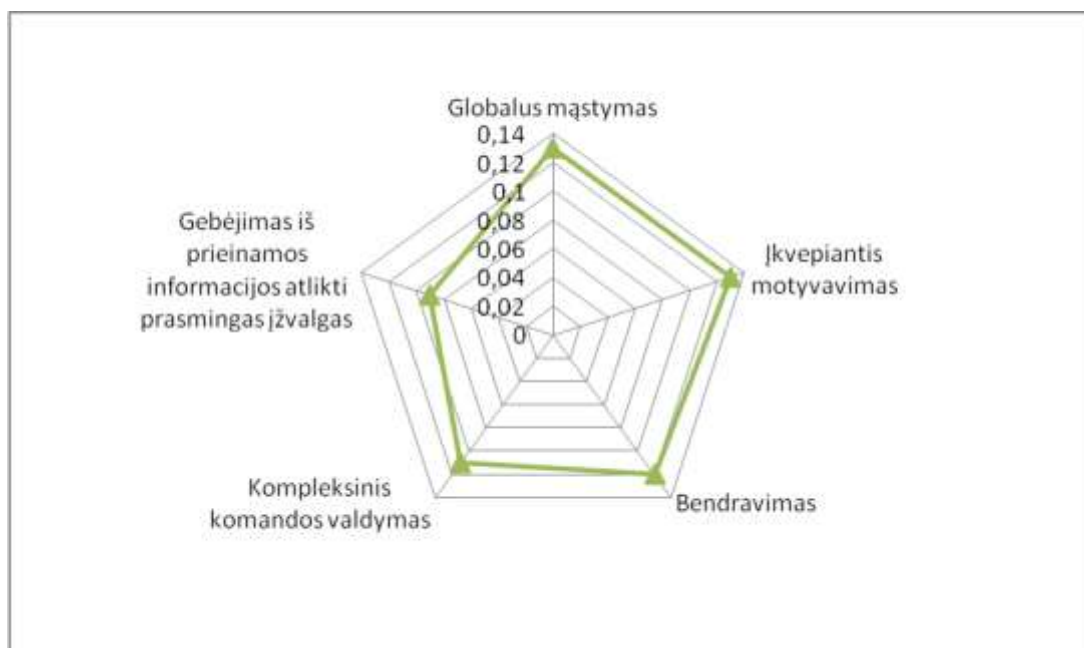 Globalus mąstymas
0,14
0,12
0,1
0,08
0,06
0,04
0,02
0
Įkvepiantis
motyvavimas
Bendravimas
Kompleksinis
komandos valdymas
Gebėjimas iš
prieinamos
informacijos atlikti
prasmingas įžvalgas